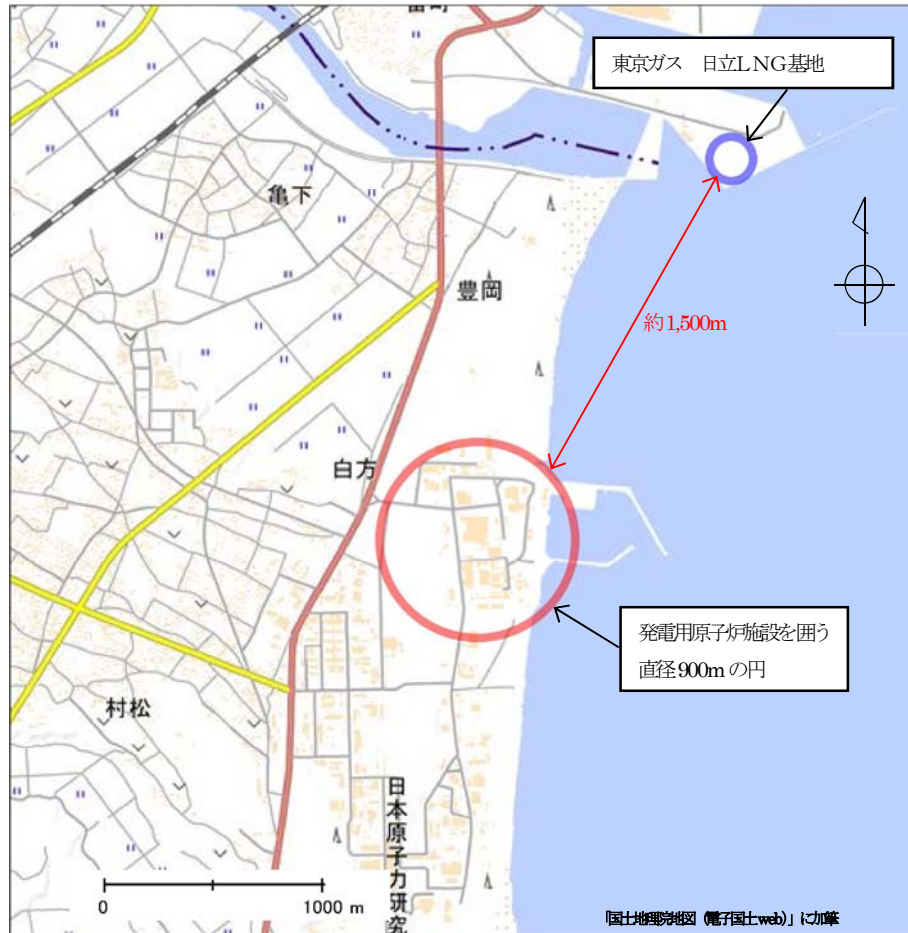 東京ガス 日立LNG基地
亀下
豊岡
約1,500m
白方
発電用原子炉施設を囲う
直径900mの円
村松
日本原子力研究
0 1000 m
「国土地理院地図(電子国土web)」に加筆